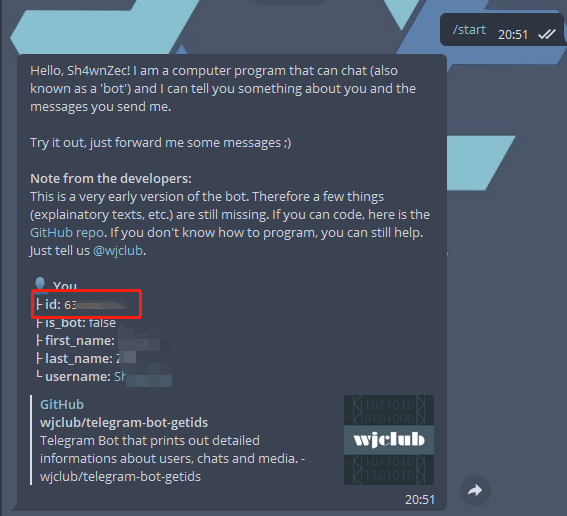 /start 20:51
Hello, Sh4wnZec! I am a computer program that can chat (also
known as a 'bot') and I can tell you something about you and the
messages you send me.
Try it out, just forward me some messages ;)
Note from the developers:
This is a very early version of the bot. Therefore a few things
(explainatory texts, etc.) are still missing. If you can code, here is the
GitHub repo. If you don't know how to program, you can still help.
Just tell us @wjclub.
You
├ id: 63
├ is_bot: false
├ first_name:
├ last_name: Z
└ username: Sh
GitHub
wjclub/telegram-bot-getids
Telegram Bot that prints out detailed
informations about users, chats and media. -
wjclub/telegram-bot-getids
1011010
0101010
wjclub
20:51